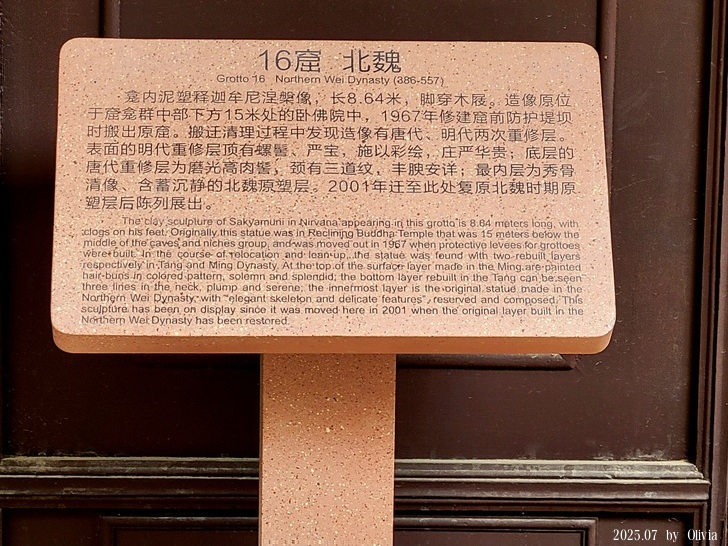 16窟 北魏
Grotto 16 Northern Wei Dynasty (386-557)
龛内泥塑释迦牟尼涅槃像，长8.64米，脚穿木屐。造像原位
于窟龛群中部下方15米处的卧佛院中，1967年修建窟前防护堤坝
时搬出原窟。搬迁清理过程中发现造像有唐代、明代两次重修层。
表面的明代重修层顶有螺髻、严宝，施以彩绘，庄严华贵；底层的
唐代重修层为磨光高肉髻，颈有三道纹，丰腴安详；最内层为秀骨
清像、含蓄沉静的北魏原塑层。2001年迁至此处复原北魏时期原
塑层后陈列展出。
The clay sculpture of Sakyamuni in Nirvana appearing in this grotto is 8.64 meters long, with
clogs on his feet. Originally this statue was in Reclining Buddha Temple that was 15 meters below the
middle of the caves and niches group, and was moved out in 1967 when protective levees for grottoes
were built. In the course of relocation and clean-up, the statue was found with two rebuilt layers
respectively in Tang and Ming Dynasty. At the top of the surface layer made in the Ming are painted
hair-buns in colored pattern, solemn and splendid; the bottom layer rebuilt in the Tang can be seen
three lines in the neck, plump and serene; the innermost layer is the original statue made in the
Northern Wei Dynasty, with "elegant skeleton and delicate features", reserved and composed. This
sculpture has been on display since it was moved here in 2001 when the original layer built in the
Northern Wei Dynasty has been restored.
2025.07 by Olivia